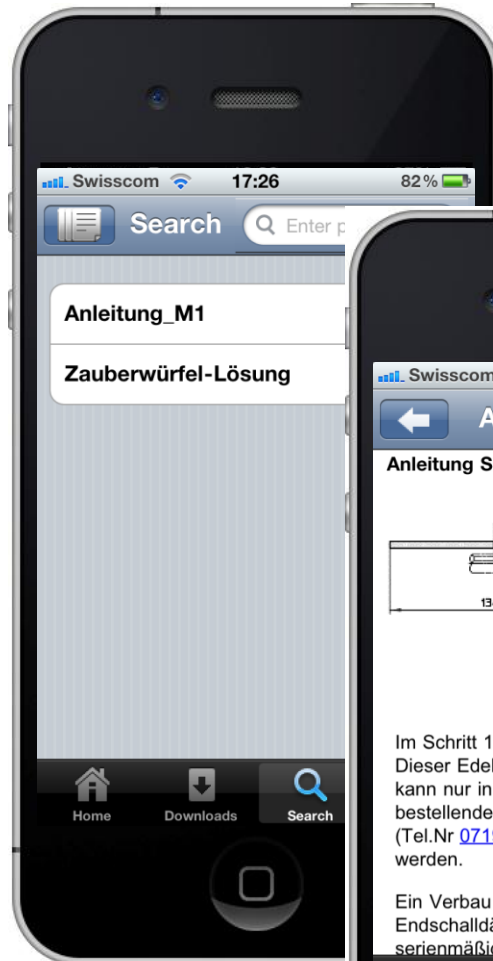 Swisscom 17:26 82%
Search Enter p
Anleitung_M1
Zauberwürfel-Lösung
Home Downloads Search
Swisscom
A
Anleitung S
13
Im Schritt 1
Dieser Edel
kann nur in
bestellende
(Tel.Nr 071
werden.
Ein Verbau
Endschalldä
serienmäßig